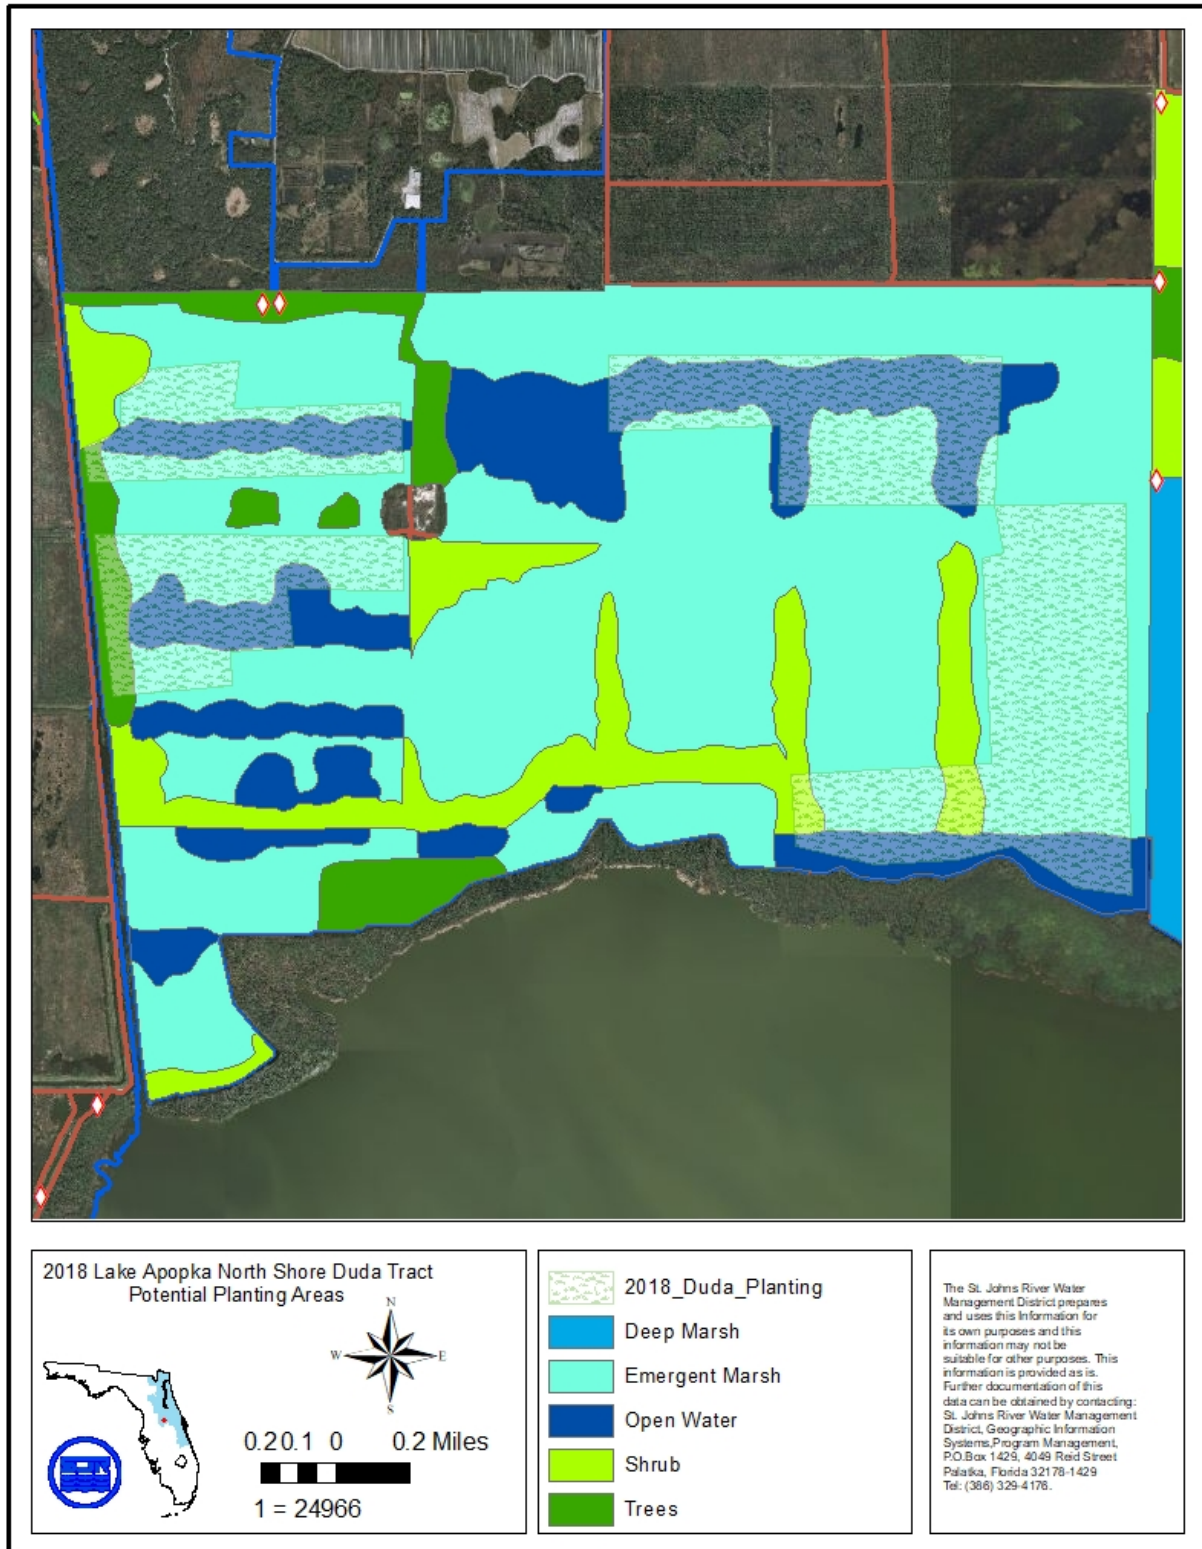 2018 Lake Apopka North Shore Duda Tract
Potential Planting Areas
N
W E
S
0.2 0.1 0 0.2 Miles
1 = 24966
2018_Duda_Planting
Deep Marsh
Emergent Marsh
Open Water
Shrub
Trees
The St. Johns River Water
Management District prepares
and uses this information for
its own purposes and this
information may not be
suitable for other purposes. This
information is provided as is.
Further documentation of this
data can be obtained by contacting:
St. Johns River Water Management
District, Geographic Information
Systems,Program Management,
P.O.Box 1429, 4049 Reid Street
Palatka, Florida 32178-1429
Tel: (386) 329-4176.